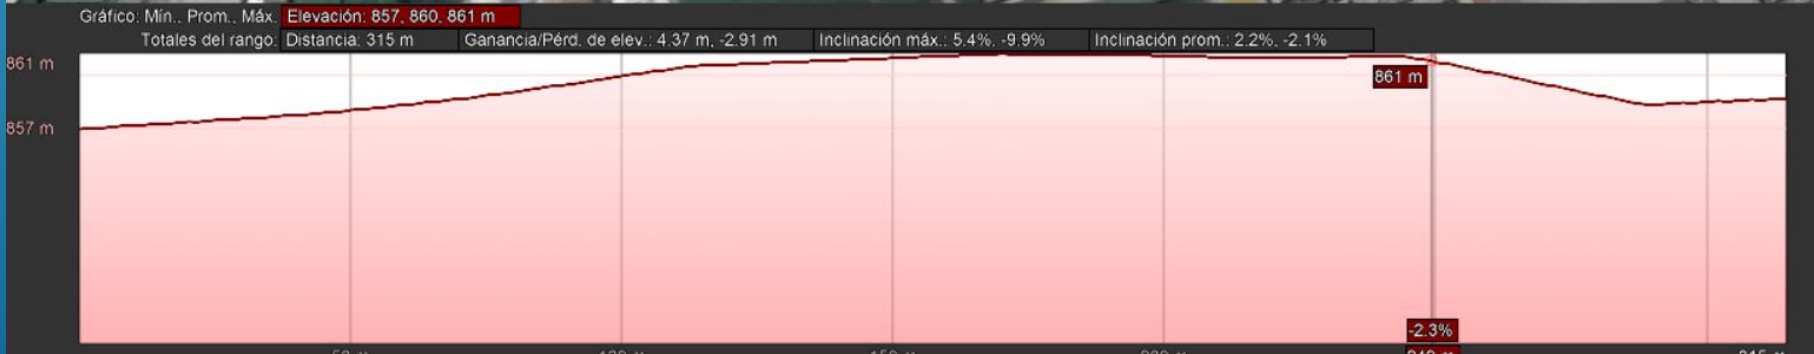 Gráfico: Mín., Prom., Máx. Elevación: 857, 860, 861 m
Totales del rango: Distancia: 315 m Ganancia/Pérd. de elev.: 4.37 m, -2.91 m Inclinación máx.: 5.4%, -9.9% Inclinación prom.: 2.2%, -2.1%
861 m
861 m
857 m
-2.3%